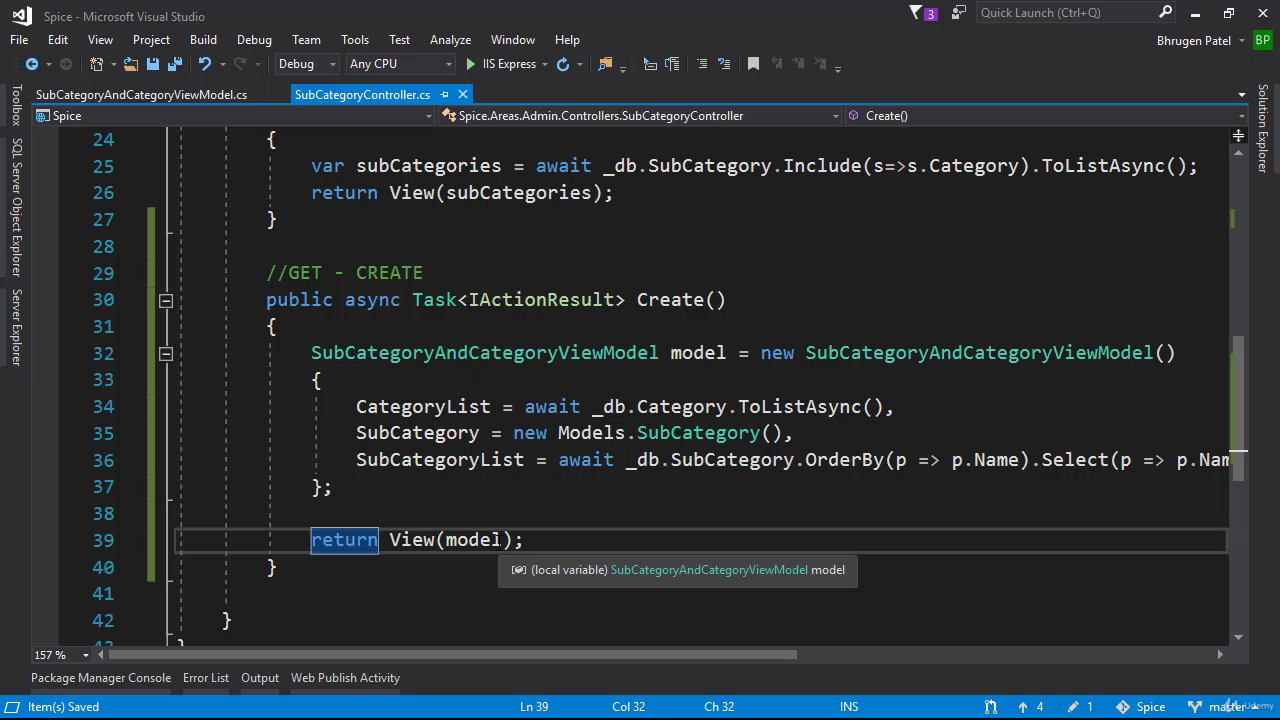 Spice - Microsoft Visual Studio
3
Quick Launch (Ctrl+Q)
File Edit View Project Build Debug Team Tools Test Analyze Window Help
Bhrugen Patel BP
Debug Any CPU IIS Express
SubCategoryAndCategoryViewModel.cs SubCategoryController.cs
Spice Spice.Areas.Admin.Controllers.SubCategoryController Create()
Toolbox
SQL Server Object Explorer
Server Explorer
Solution Explorer
24 {
25 var subCategories = await _db.SubCategory.Include(s=>s.Category).ToListAsync();
26 return View(subCategories);
27 }
28
29 //GET - CREATE
30 public async Task<IActionResult> Create()
31 {
32 SubCategoryAndCategoryViewModel model = new SubCategoryAndCategoryViewModel()
33 {
34 CategoryList = await _db.Category.ToListAsync(),
35 SubCategory = new Models.SubCategory(),
36 SubCategoryList = await _db.SubCategory.OrderBy(p => p.Name).Select(p => p.Nam
37 };
38
39 return View(model);
(local variable) SubCategoryAndCategoryViewModel model
40 }
41
42 }
43 }
157 %
Package Manager Console Error List Output Web Publish Activity
Item(s) Saved Ln 39 Col 32 Ch 32 INS 4 1 Spice master
Udemy